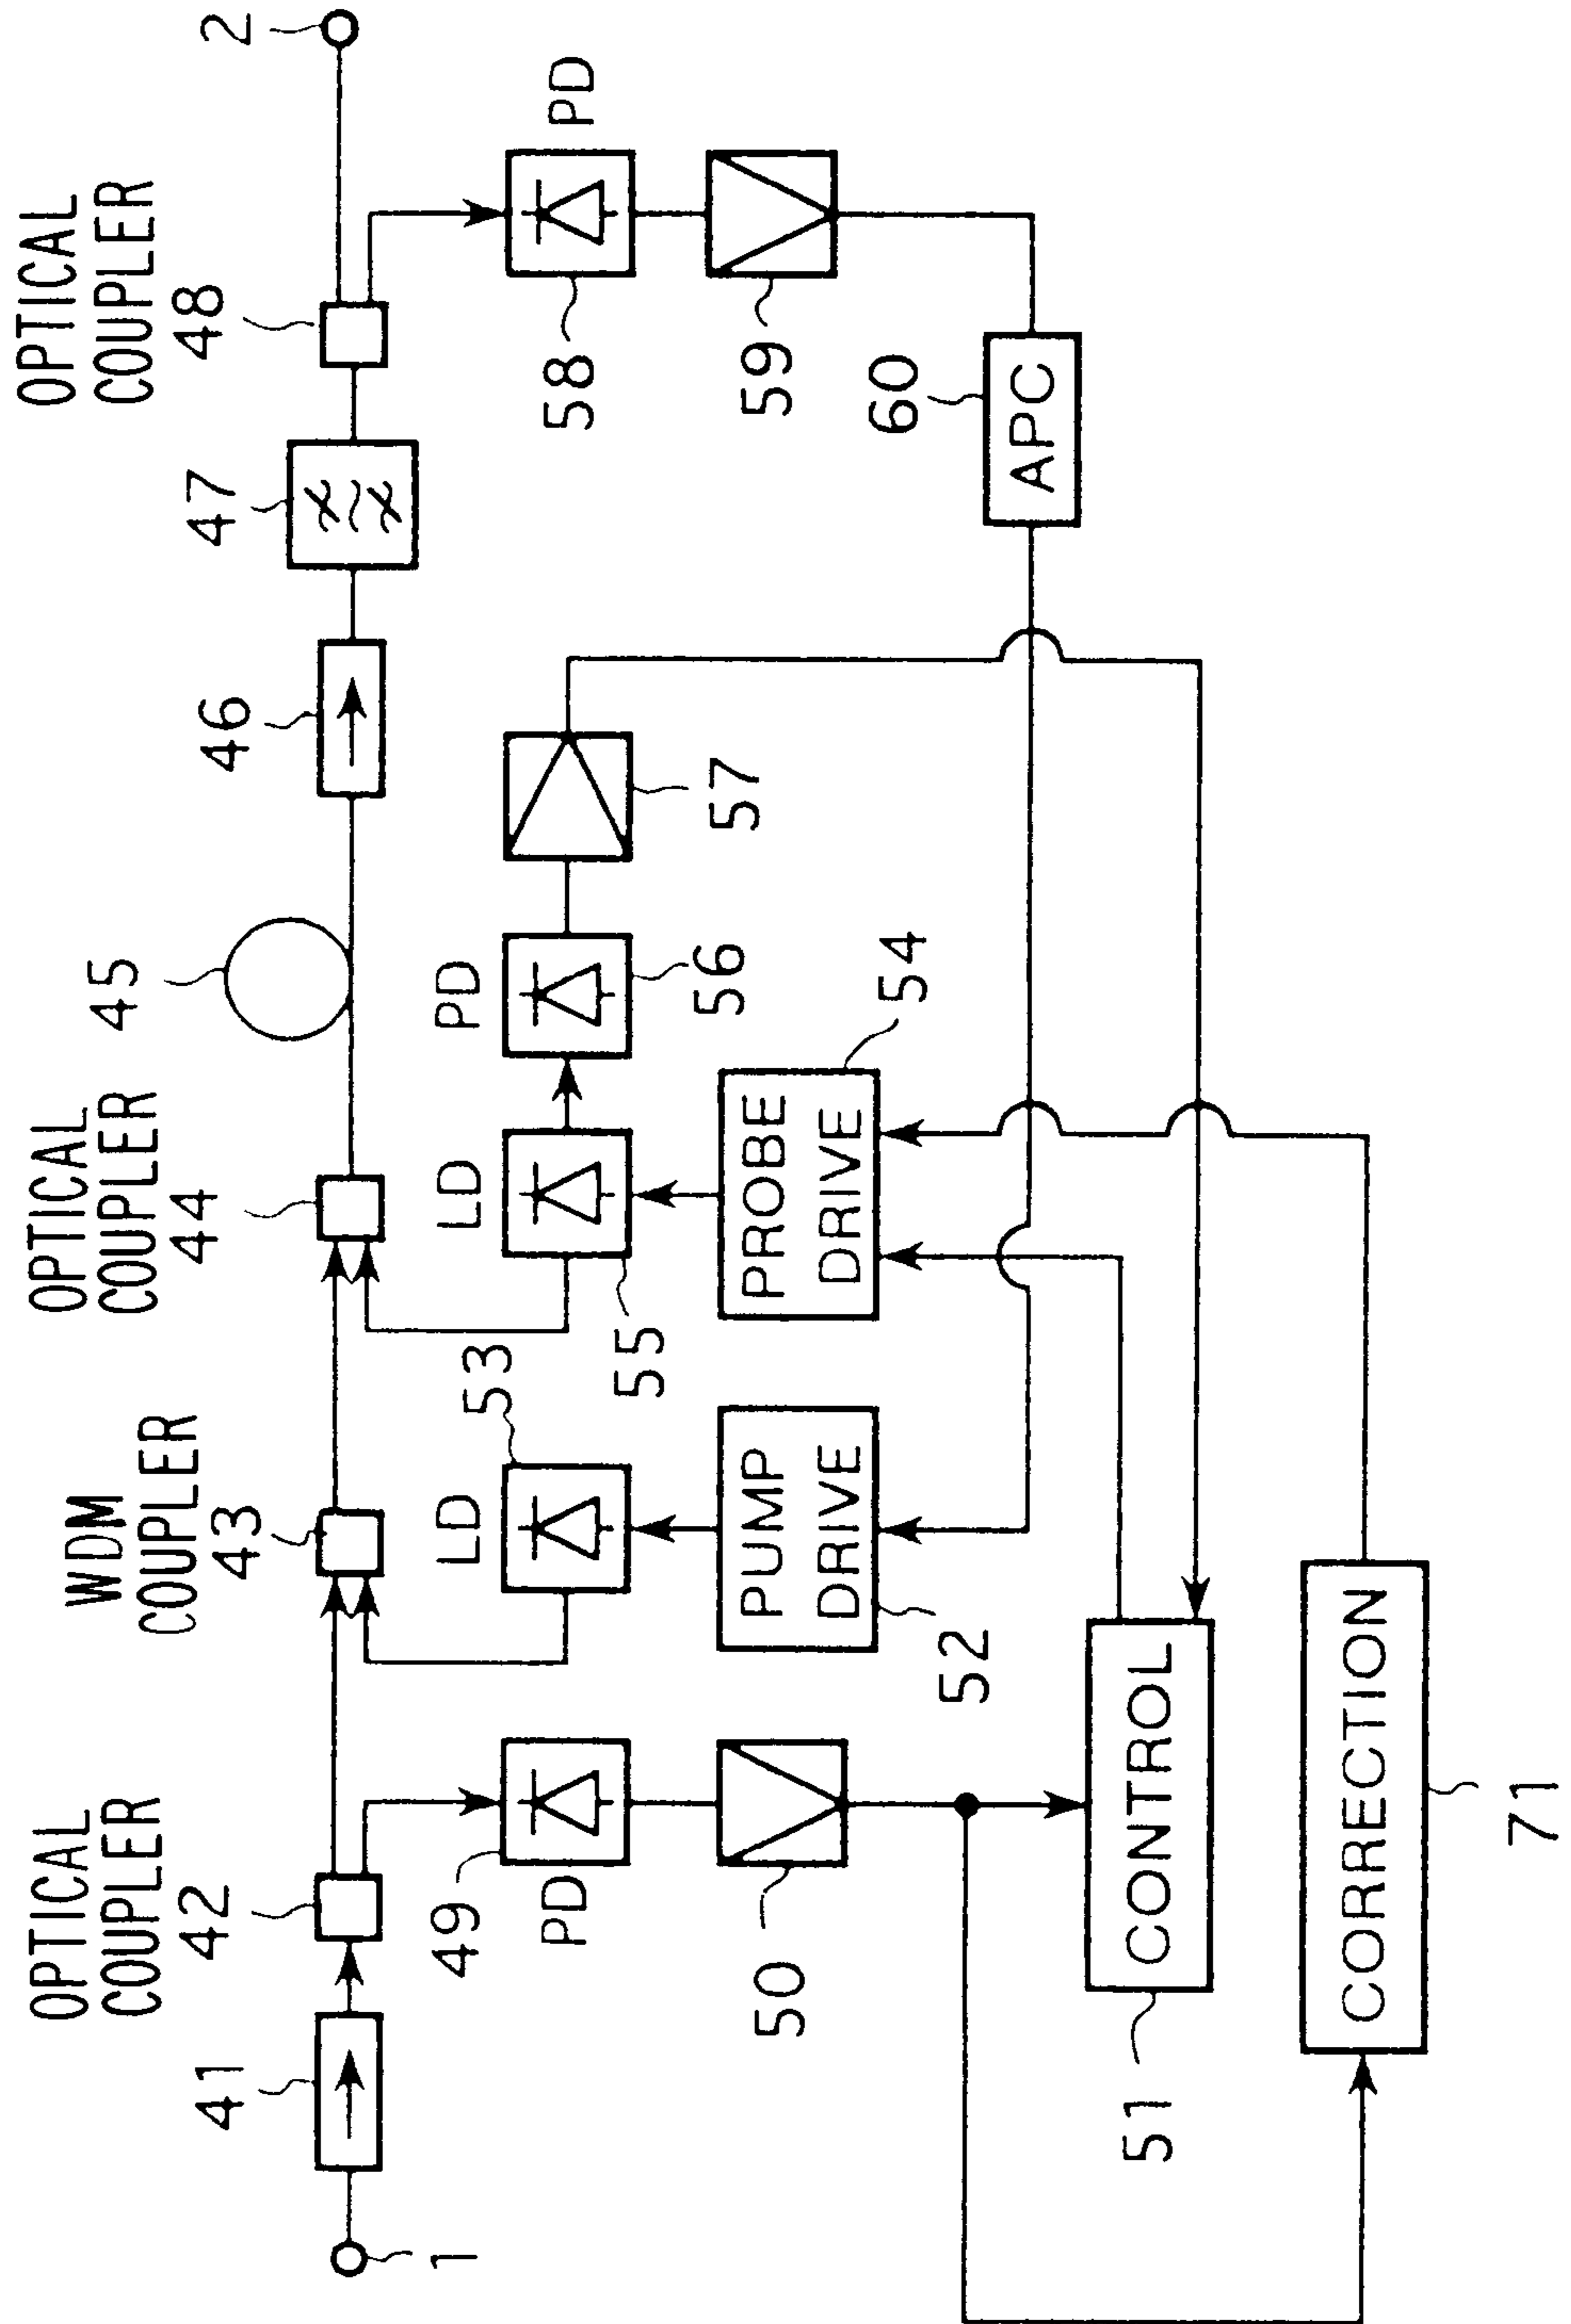 OPTICAL
COUPLER
42
WDM
COUPLER
43
OPTICAL
COUPLER
44
45
46
47
OPTICAL
COUPLER
48
2
41
1
49
PD
LD
53
LD
55
PD
56
57
PD
58
59
50
PUMP
DRIVE
52
PROBE
DRIVE
54
60
APC
CONTROL
51
CORRECTION
71